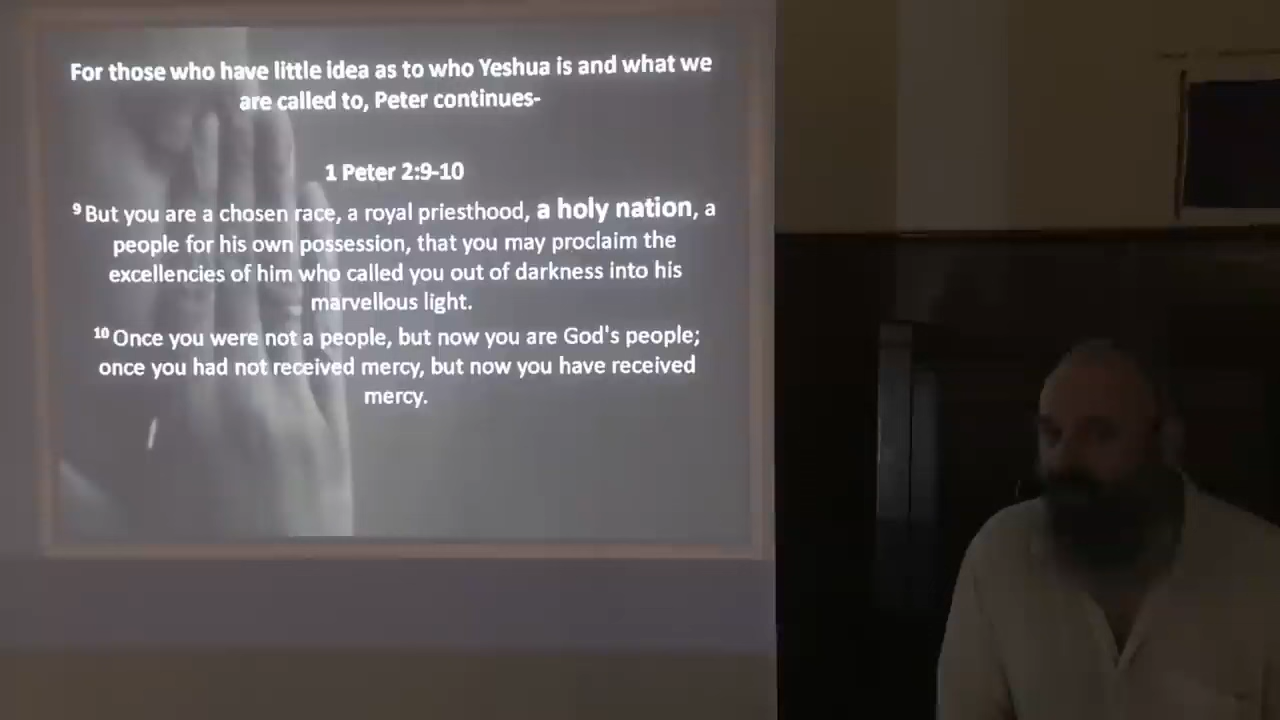 For those who have little idea as to who Yeshua is and what we
are called to, Peter continues-
1 Peter 2:9-10
9 But you are a chosen race, a royal priesthood, a holy nation, a
people for his own possession, that you may proclaim the
excellencies of him who called you out of darkness into his
marvellous light.
10 Once you were not a people, but now you are God's people;
once you had not received mercy, but now you have received
mercy.